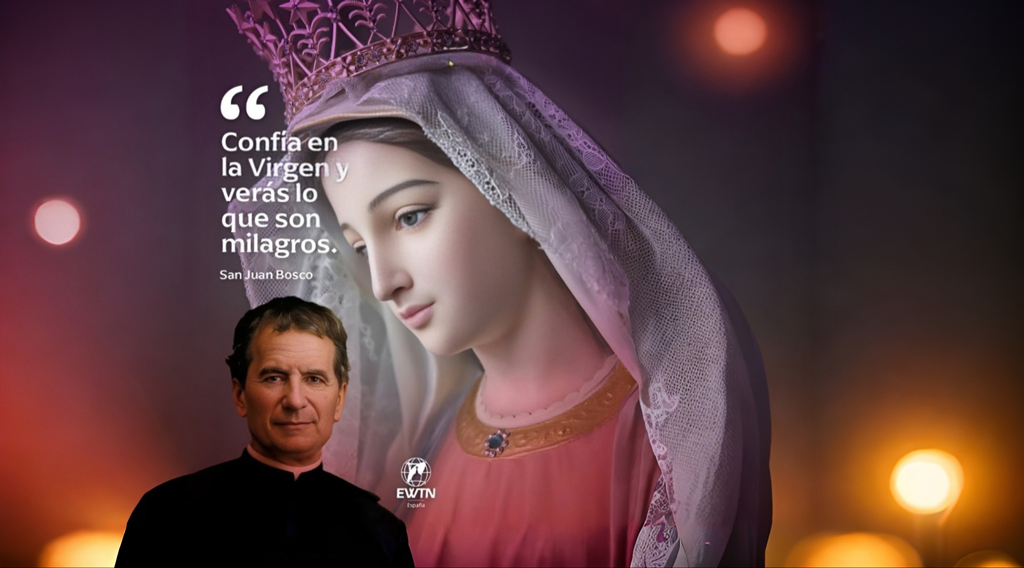 “
Confía en
la Virgen y
verás lo
que son
milagros.
San Juan Bosco
EWTN
España